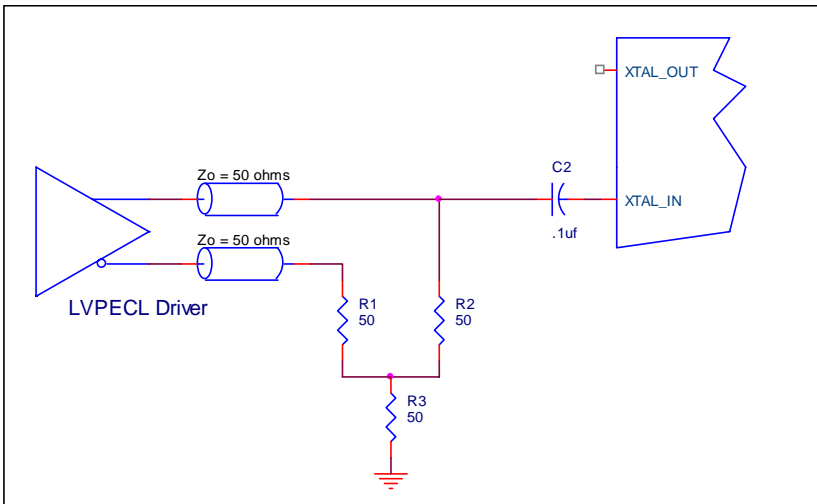 XTAL_OUT
Zo = 50 ohms
C2
XTAL_IN
.1uf
Zo = 50 ohms
LVPECL Driver
R1
50
R2
50
R3
50